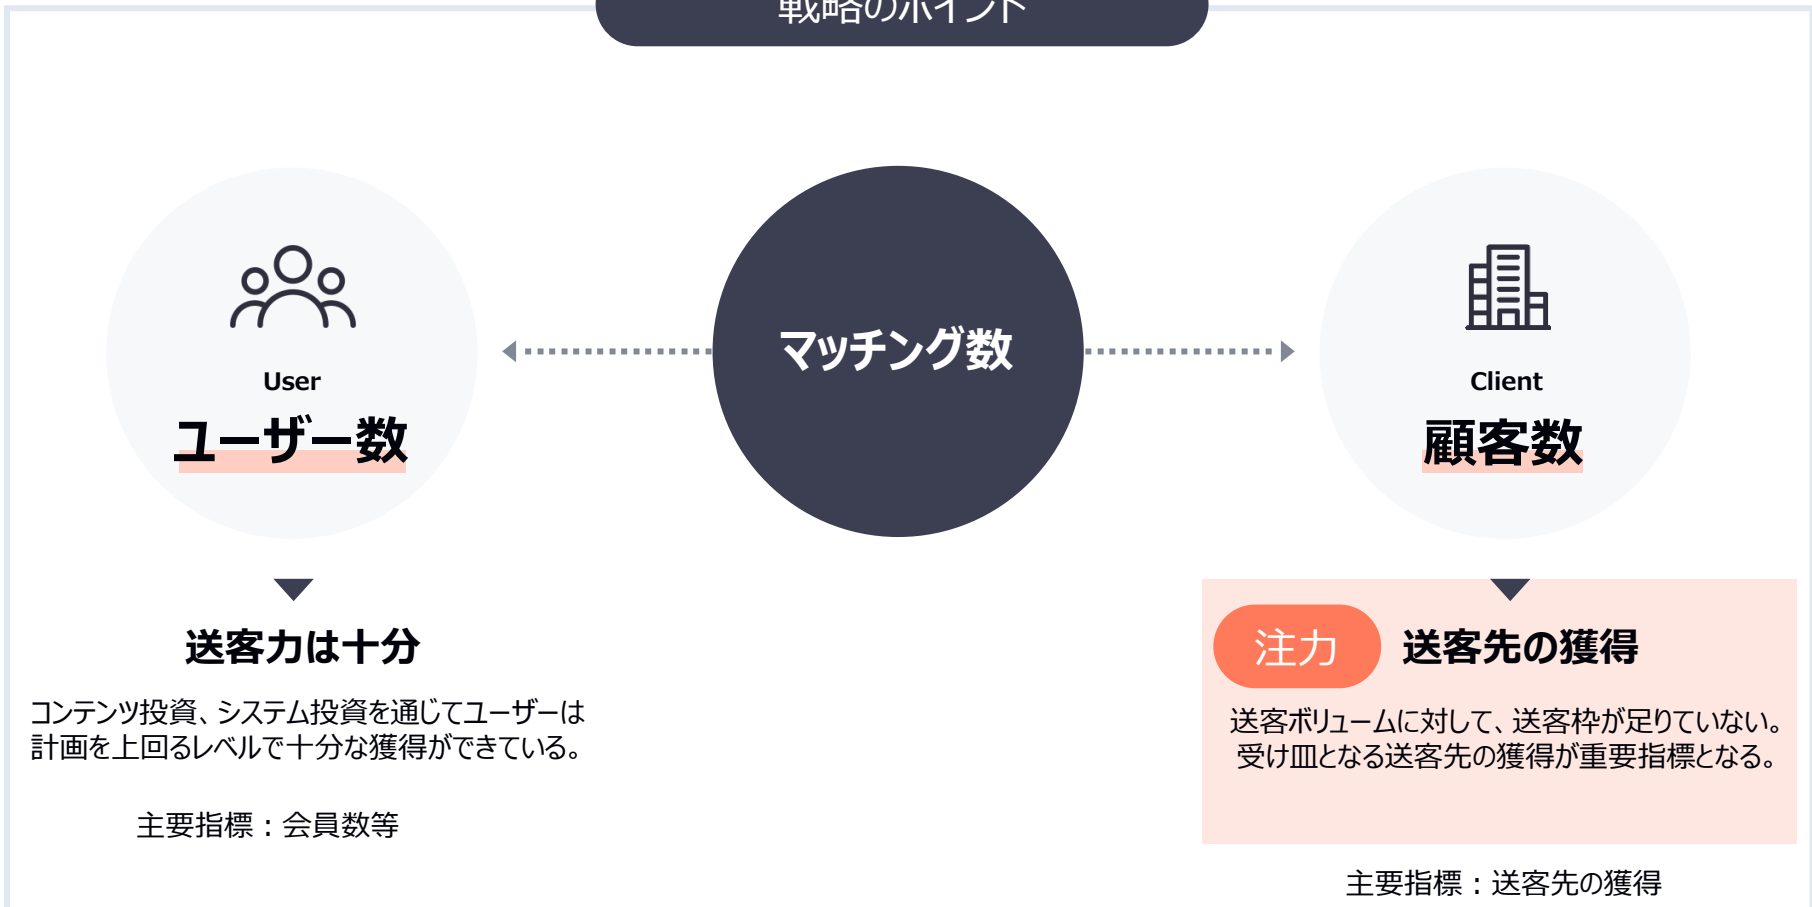 戦略のポイント
マッチング数
User
ユーザー数
送客力は十分
コンテンツ投資、システム投資を通じてユーザーは
計画を上回るレベルで十分な獲得ができている。
主要指標：会員数等
Client
顧客数
注力
送客先の獲得
送客ボリュームに対して、送客枠が足りていない。
受け皿となる送客先の獲得が重要指標となる。
主要指標：送客先の獲得